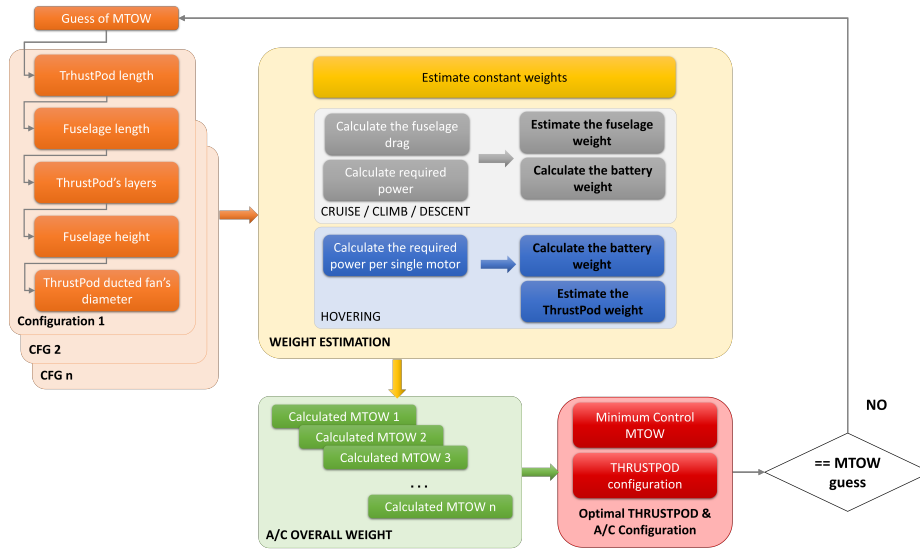 Guess of MTOW
TrhustPod length
Fuselage length
ThrustPod's layers
Fuselage height
ThrustPod ducted fan's
diameter
Configuration 1
CFG 2
CFG n
Estimate constant weights
Calculate the fuselage
drag
Calculate required
power
Estimate the fuselage
weight
Calculate the battery
weight
CRUISE / CLIMB / DESCENT
Calculate the required
power per single motor
Calculate the battery
weight
Estimate the
ThrustPod weight
HOVERING
WEIGHT ESTIMATION
Calculated MTOW 1
Calculated MTOW 2
Calculated MTOW 3
...
Calculated MTOW n
A/C OVERALL WEIGHT
Minimum Control
MTOW
THRUSTPOD
configuration
Optimal THRUSTPOD &
A/C Configuration
== MTOW
guess
NO